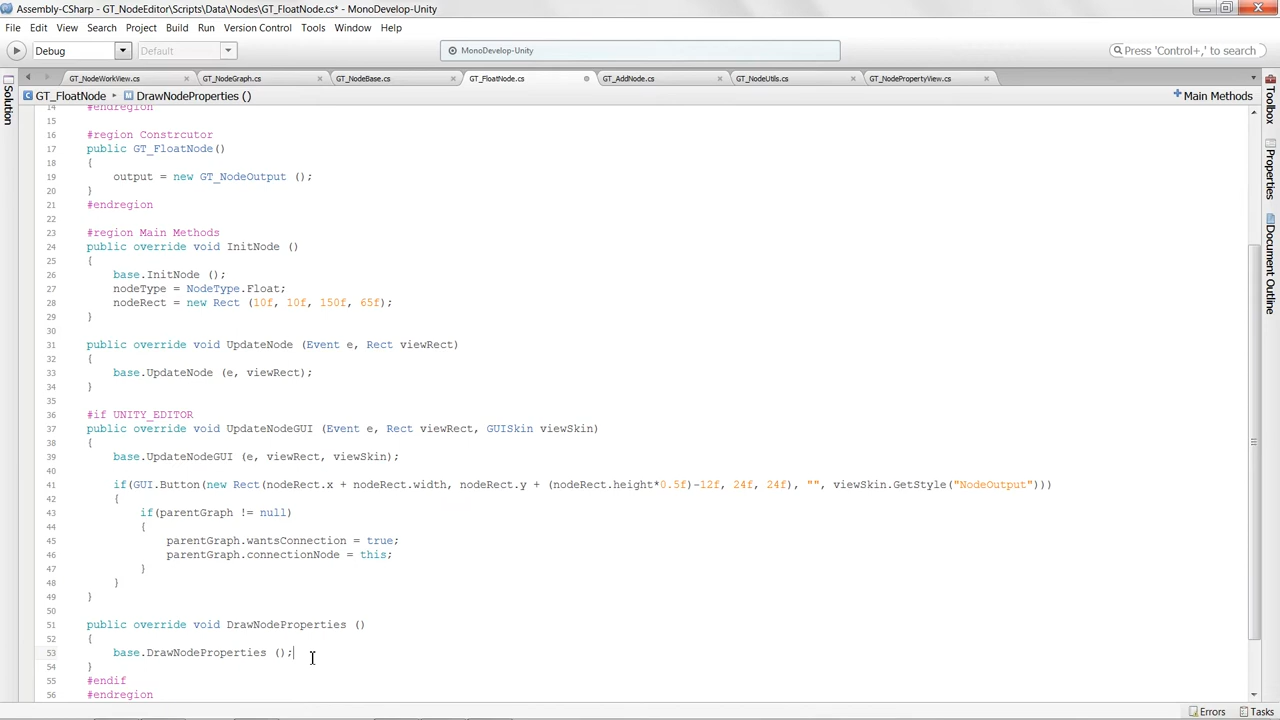 Assembly-CSharp - GT_NodeEditor\Scripts\Data\Nodes\GT_FloatNode.cs* - MonoDevelop-Unity
File Edit View Search Project Build Run Version Control Tools Window Help
Debug Default MonoDevelop-Unity Press 'Control+,' to search
GT_NodeWorkView.cs GT_NodeGraph.cs GT_NodeBase.cs GT_FloatNode.cs GT_AddNode.cs GT_NodeUtils.cs GT_NodePropertyView.cs
GT_FloatNode DrawNodeProperties () Main Methods
Solution
Toolbox
Properties
Document Outline
14 #endregion
15
16 #region Constrcutor
17 public GT_FloatNode()
18 {
19 output = new GT_NodeOutput ();
20 }
21 #endregion
22
23 #region Main Methods
24 public override void InitNode ()
25 {
26 base.InitNode ();
27 nodeType = NodeType.Float;
28 nodeRect = new Rect (10f, 10f, 150f, 65f);
29 }
30
31 public override void UpdateNode (Event e, Rect viewRect)
32 {
33 base.UpdateNode (e, viewRect);
34 }
35
36 #if UNITY_EDITOR
37 public override void UpdateNodeGUI (Event e, Rect viewRect, GUISkin viewSkin)
38 {
39 base.UpdateNodeGUI (e, viewRect, viewSkin);
40
41 if(GUI.Button(new Rect(nodeRect.x + nodeRect.width, nodeRect.y + (nodeRect.height*0.5f)-12f, 24f, 24f), "", viewSkin.GetStyle("NodeOutput")))
42 {
43 if(parentGraph != null)
44 {
45 parentGraph.wantsConnection = true;
46 parentGraph.connectionNode = this;
47 }
48 }
49 }
50
51 public override void DrawNodeProperties ()
52 {
53 base.DrawNodeProperties ();
54 }
55 #endif
56 #endregion
Errors Tasks